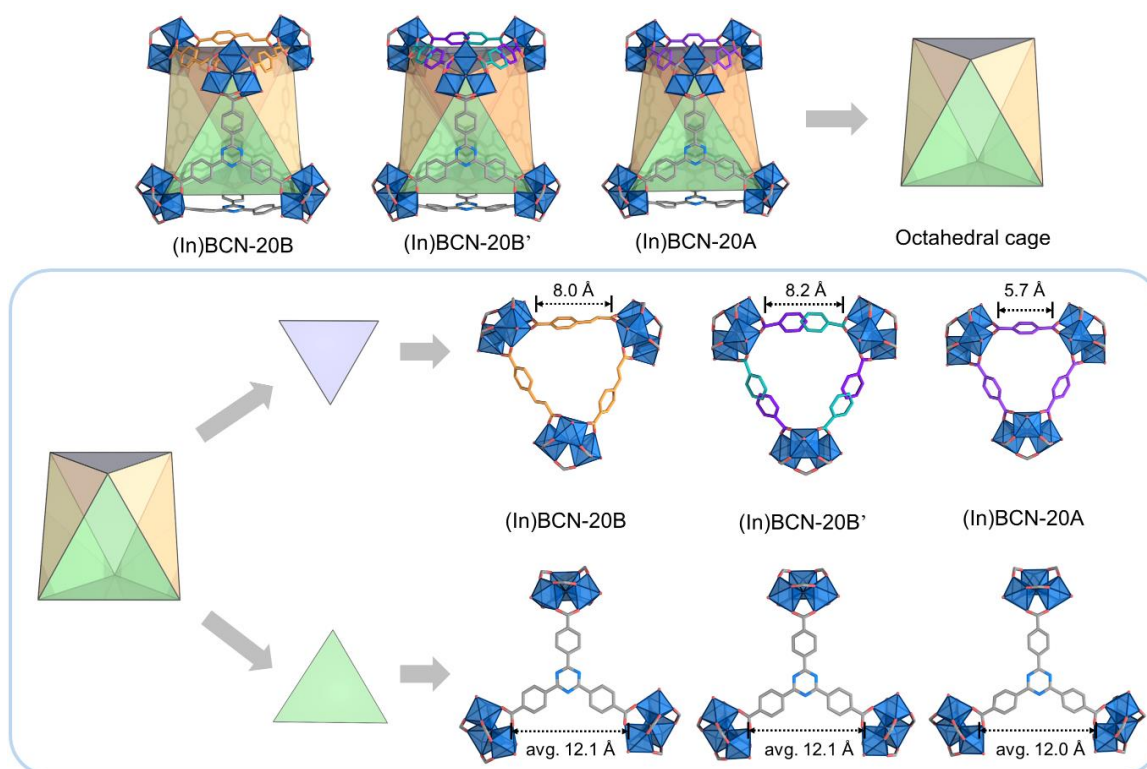 (In)BCN-20B
(In)BCN-20B’
(In)BCN-20A
Octahedral cage
8.0 Å
8.2 Å
5.7 Å
(In)BCN-20B
(In)BCN-20B’
(In)BCN-20A
avg. 12.1 Å
avg. 12.1 Å
avg. 12.0 Å